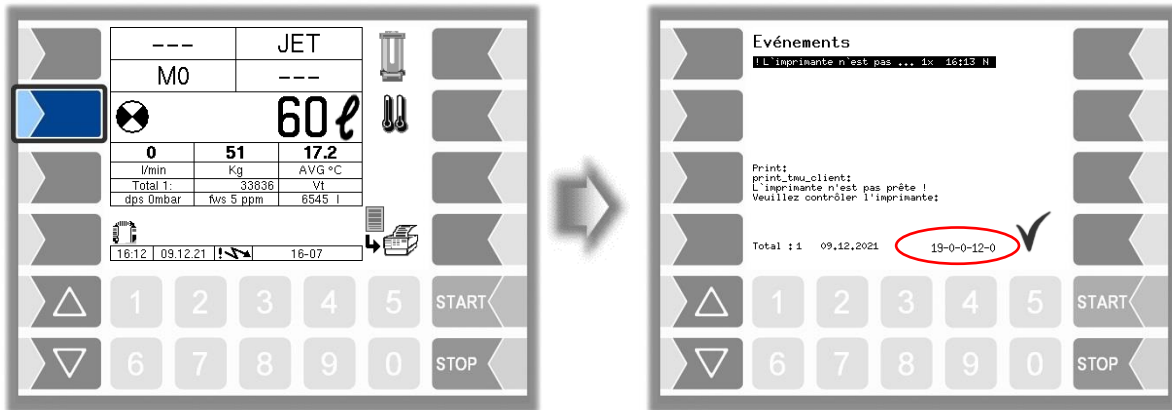 --- JET
M0 ---
60 ℓ
0 51 17.2
l/min Kg AVG °C
Total 1: 33836 Vt
dps 0mbar fws 5 ppm 6545 l
16:12 09.12.21 ! 16-07
1 2 3 4 5 START
6 7 8 9 0 STOP
Evénements
!L`imprimante n`est pas ... 1x 16:13 N
Print:
print_tmu_client:
L`imprimante n'est pas prête !
Veuillez contrôler l'imprimante:
Total : 1 09.12.2021 19-0-0-12-0
1 2 3 4 5 START
6 7 8 9 0 STOP